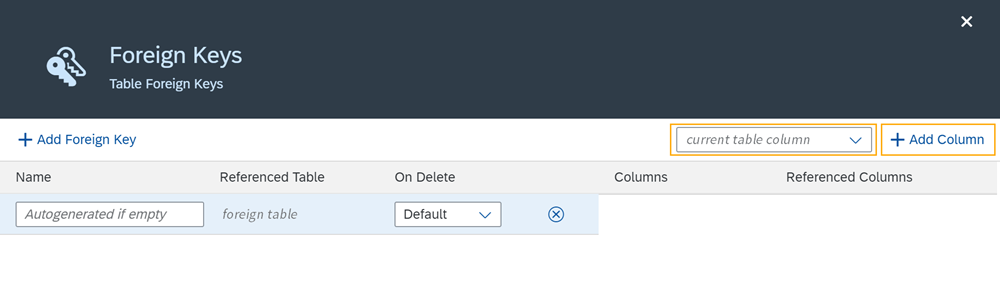 Foreign Keys
Table Foreign Keys
Add Foreign Key current table column Add Column
Name Referenced Table On Delete Columns Referenced Columns
Autogenerated if empty foreign table Default